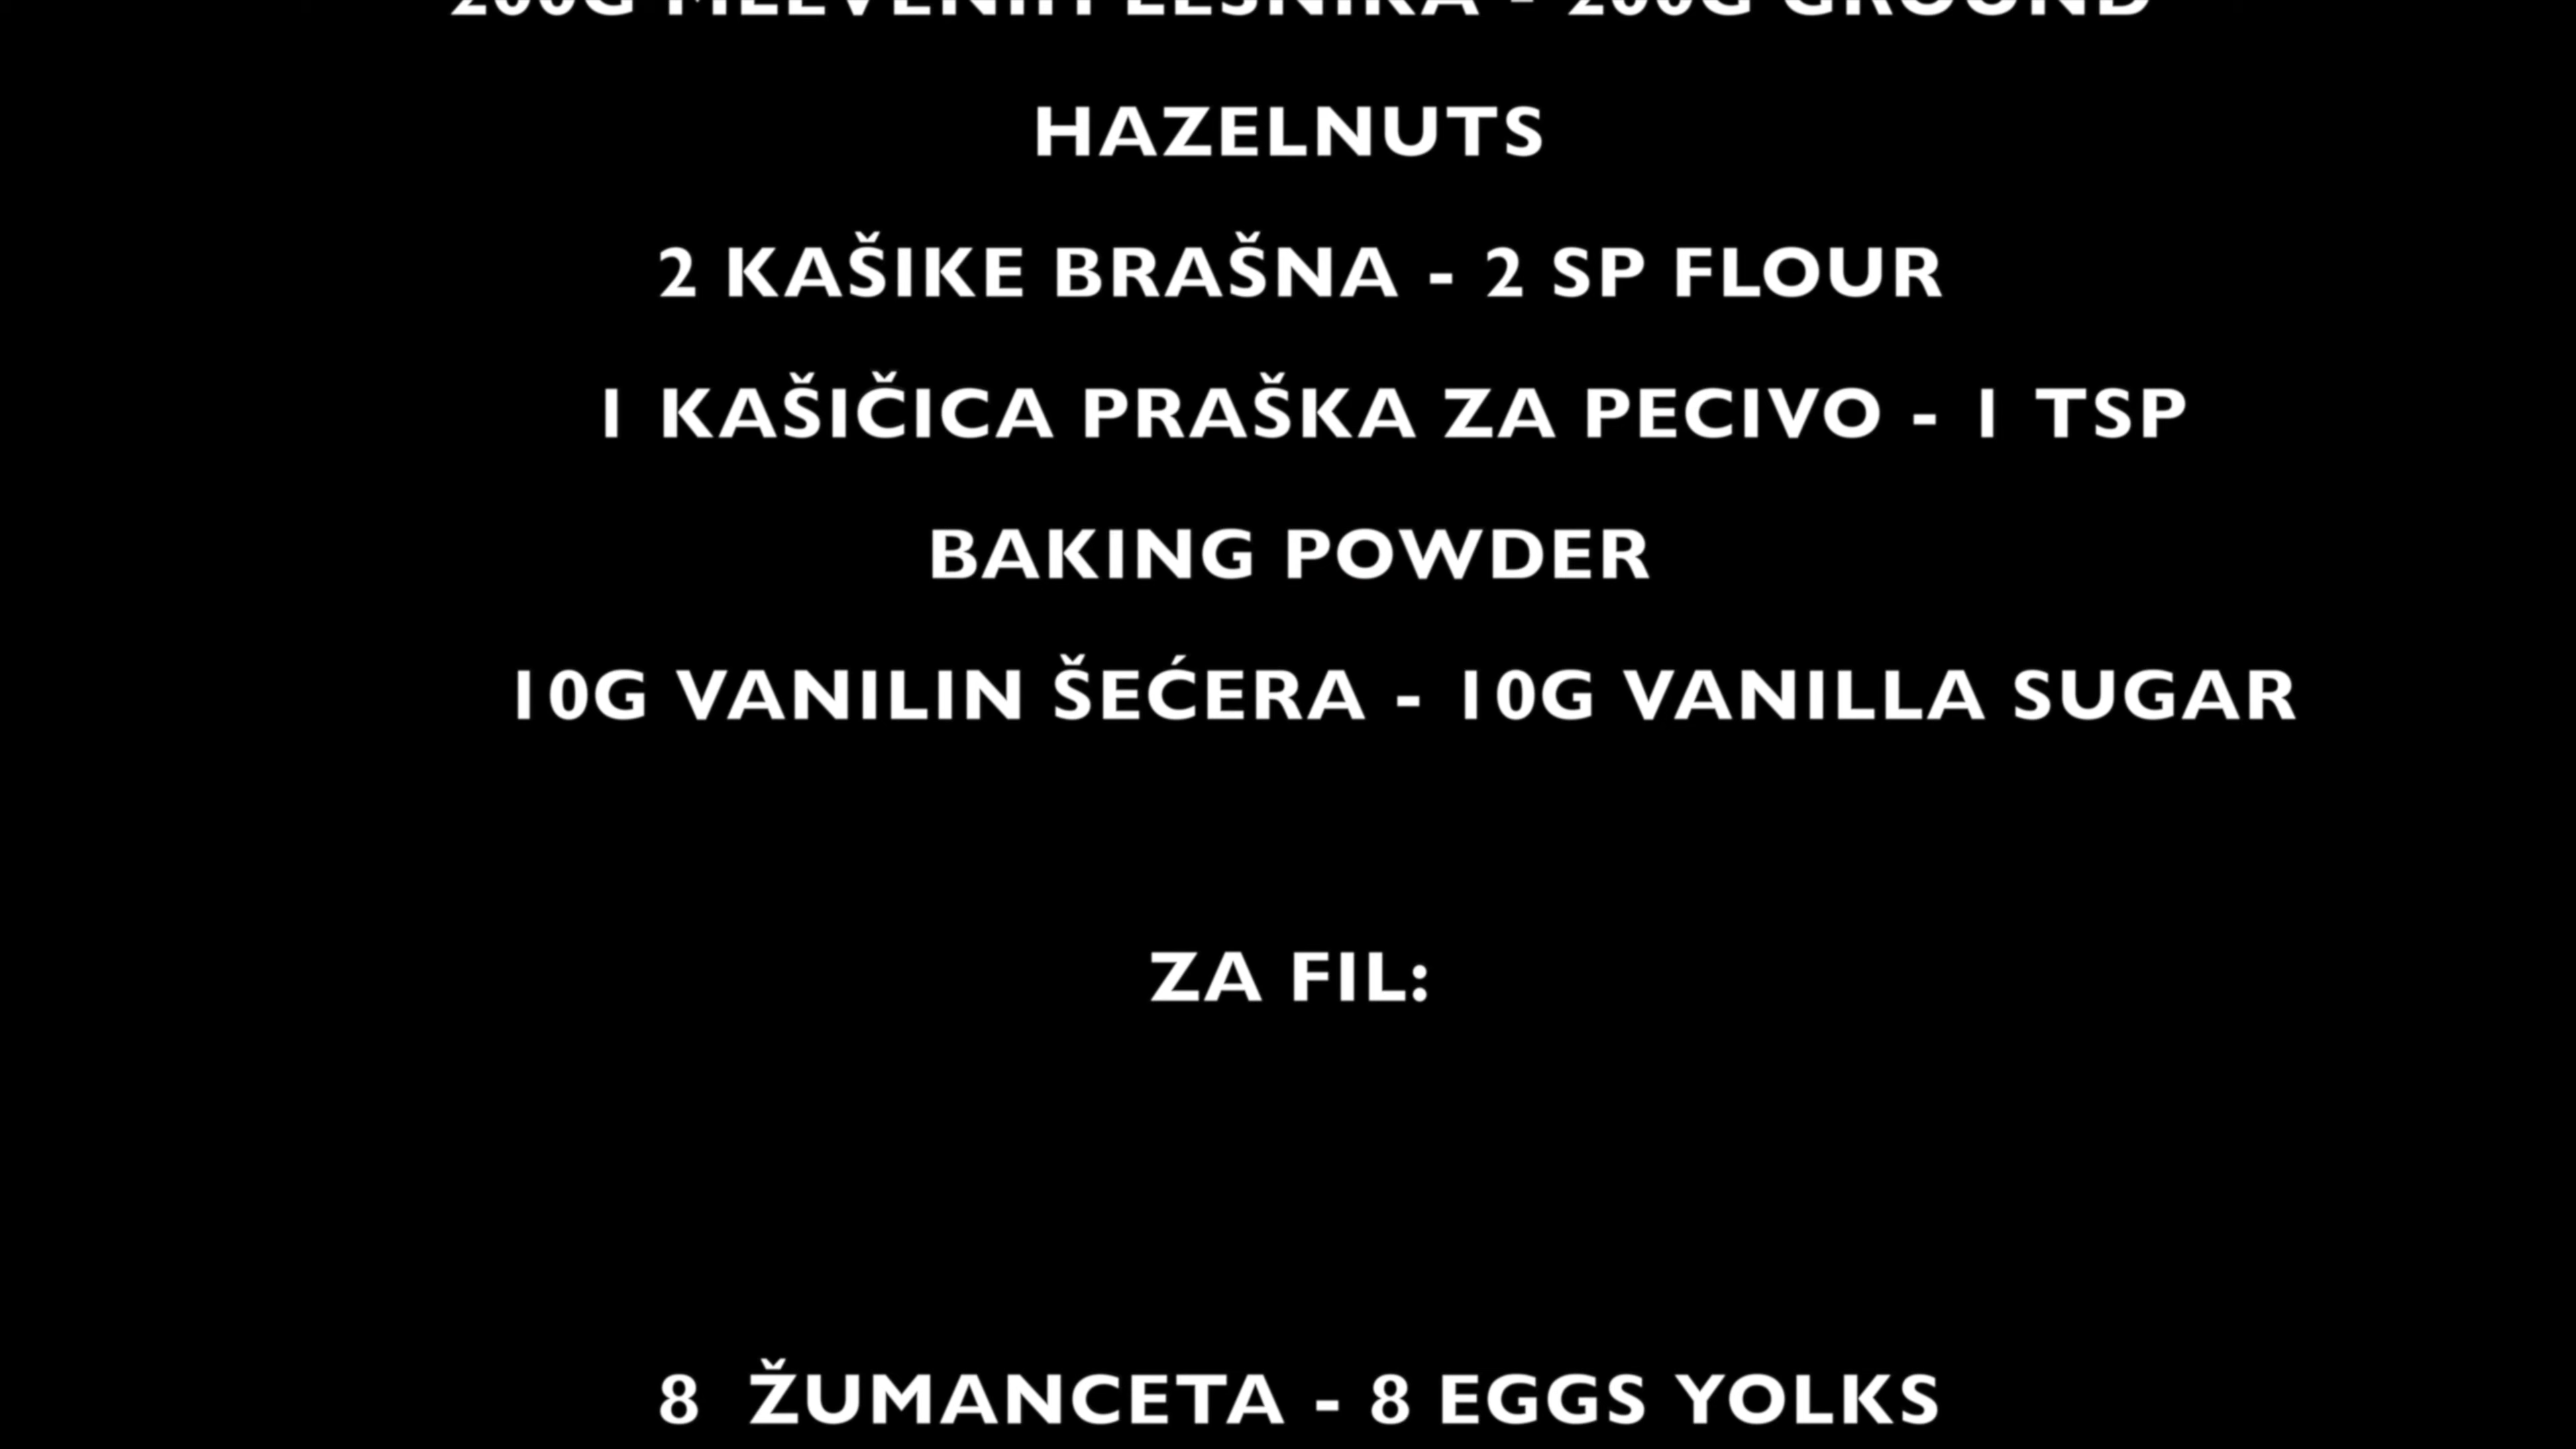 200G MLEVENIH LEŠNIKA - 200G GROUND
HAZELNUTS
2 KAŠIKE BRAŠNA - 2 SP FLOUR
1 KAŠIČICA PRAŠKA ZA PECIVO - 1 TSP
BAKING POWDER
10G VANILIN ŠEĆERA - 10G VANILLA SUGAR
ZA FIL:
8 ŽUMANCETA - 8 EGGS YOLKS